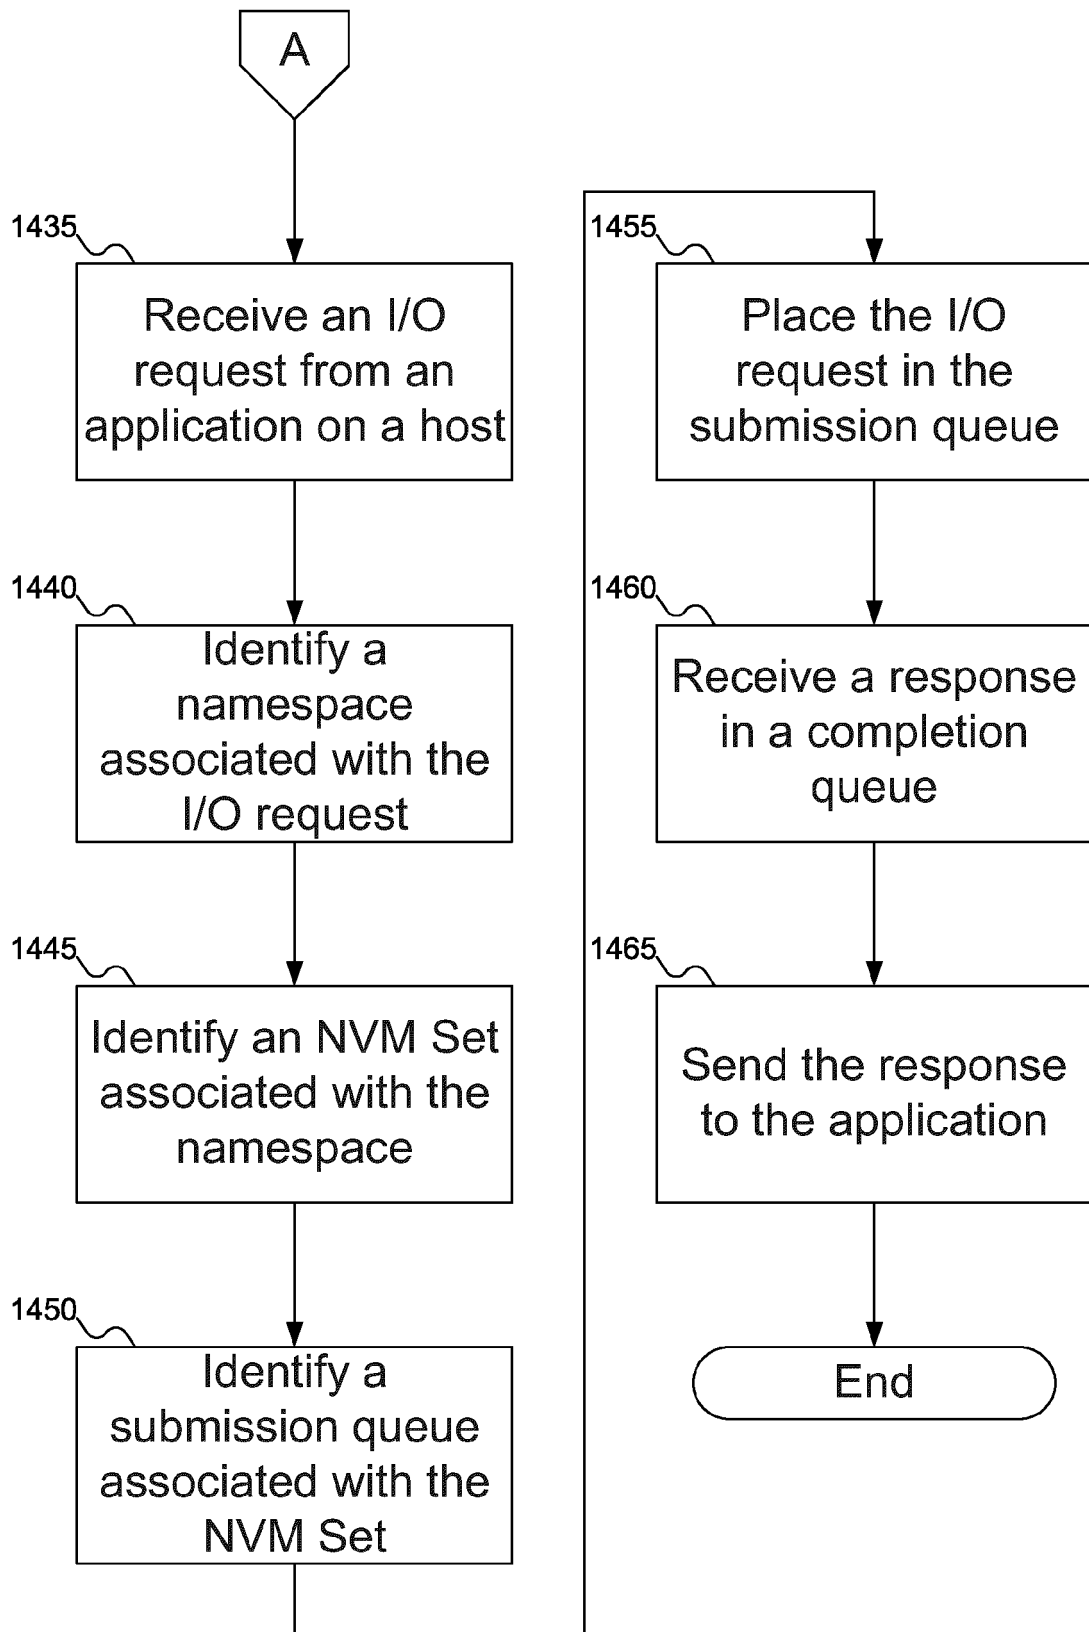 A
1435
Receive an I/O
request from an
application on a host
1440
Identify a
namespace
associated with the
I/O request
1445
Identify an NVM Set
associated with the
namespace
1450
Identify a
submission queue
associated with the
NVM Set
1455
Place the I/O
request in the
submission queue
1460
Receive a response
in a completion
queue
1465
Send the response
to the application
End